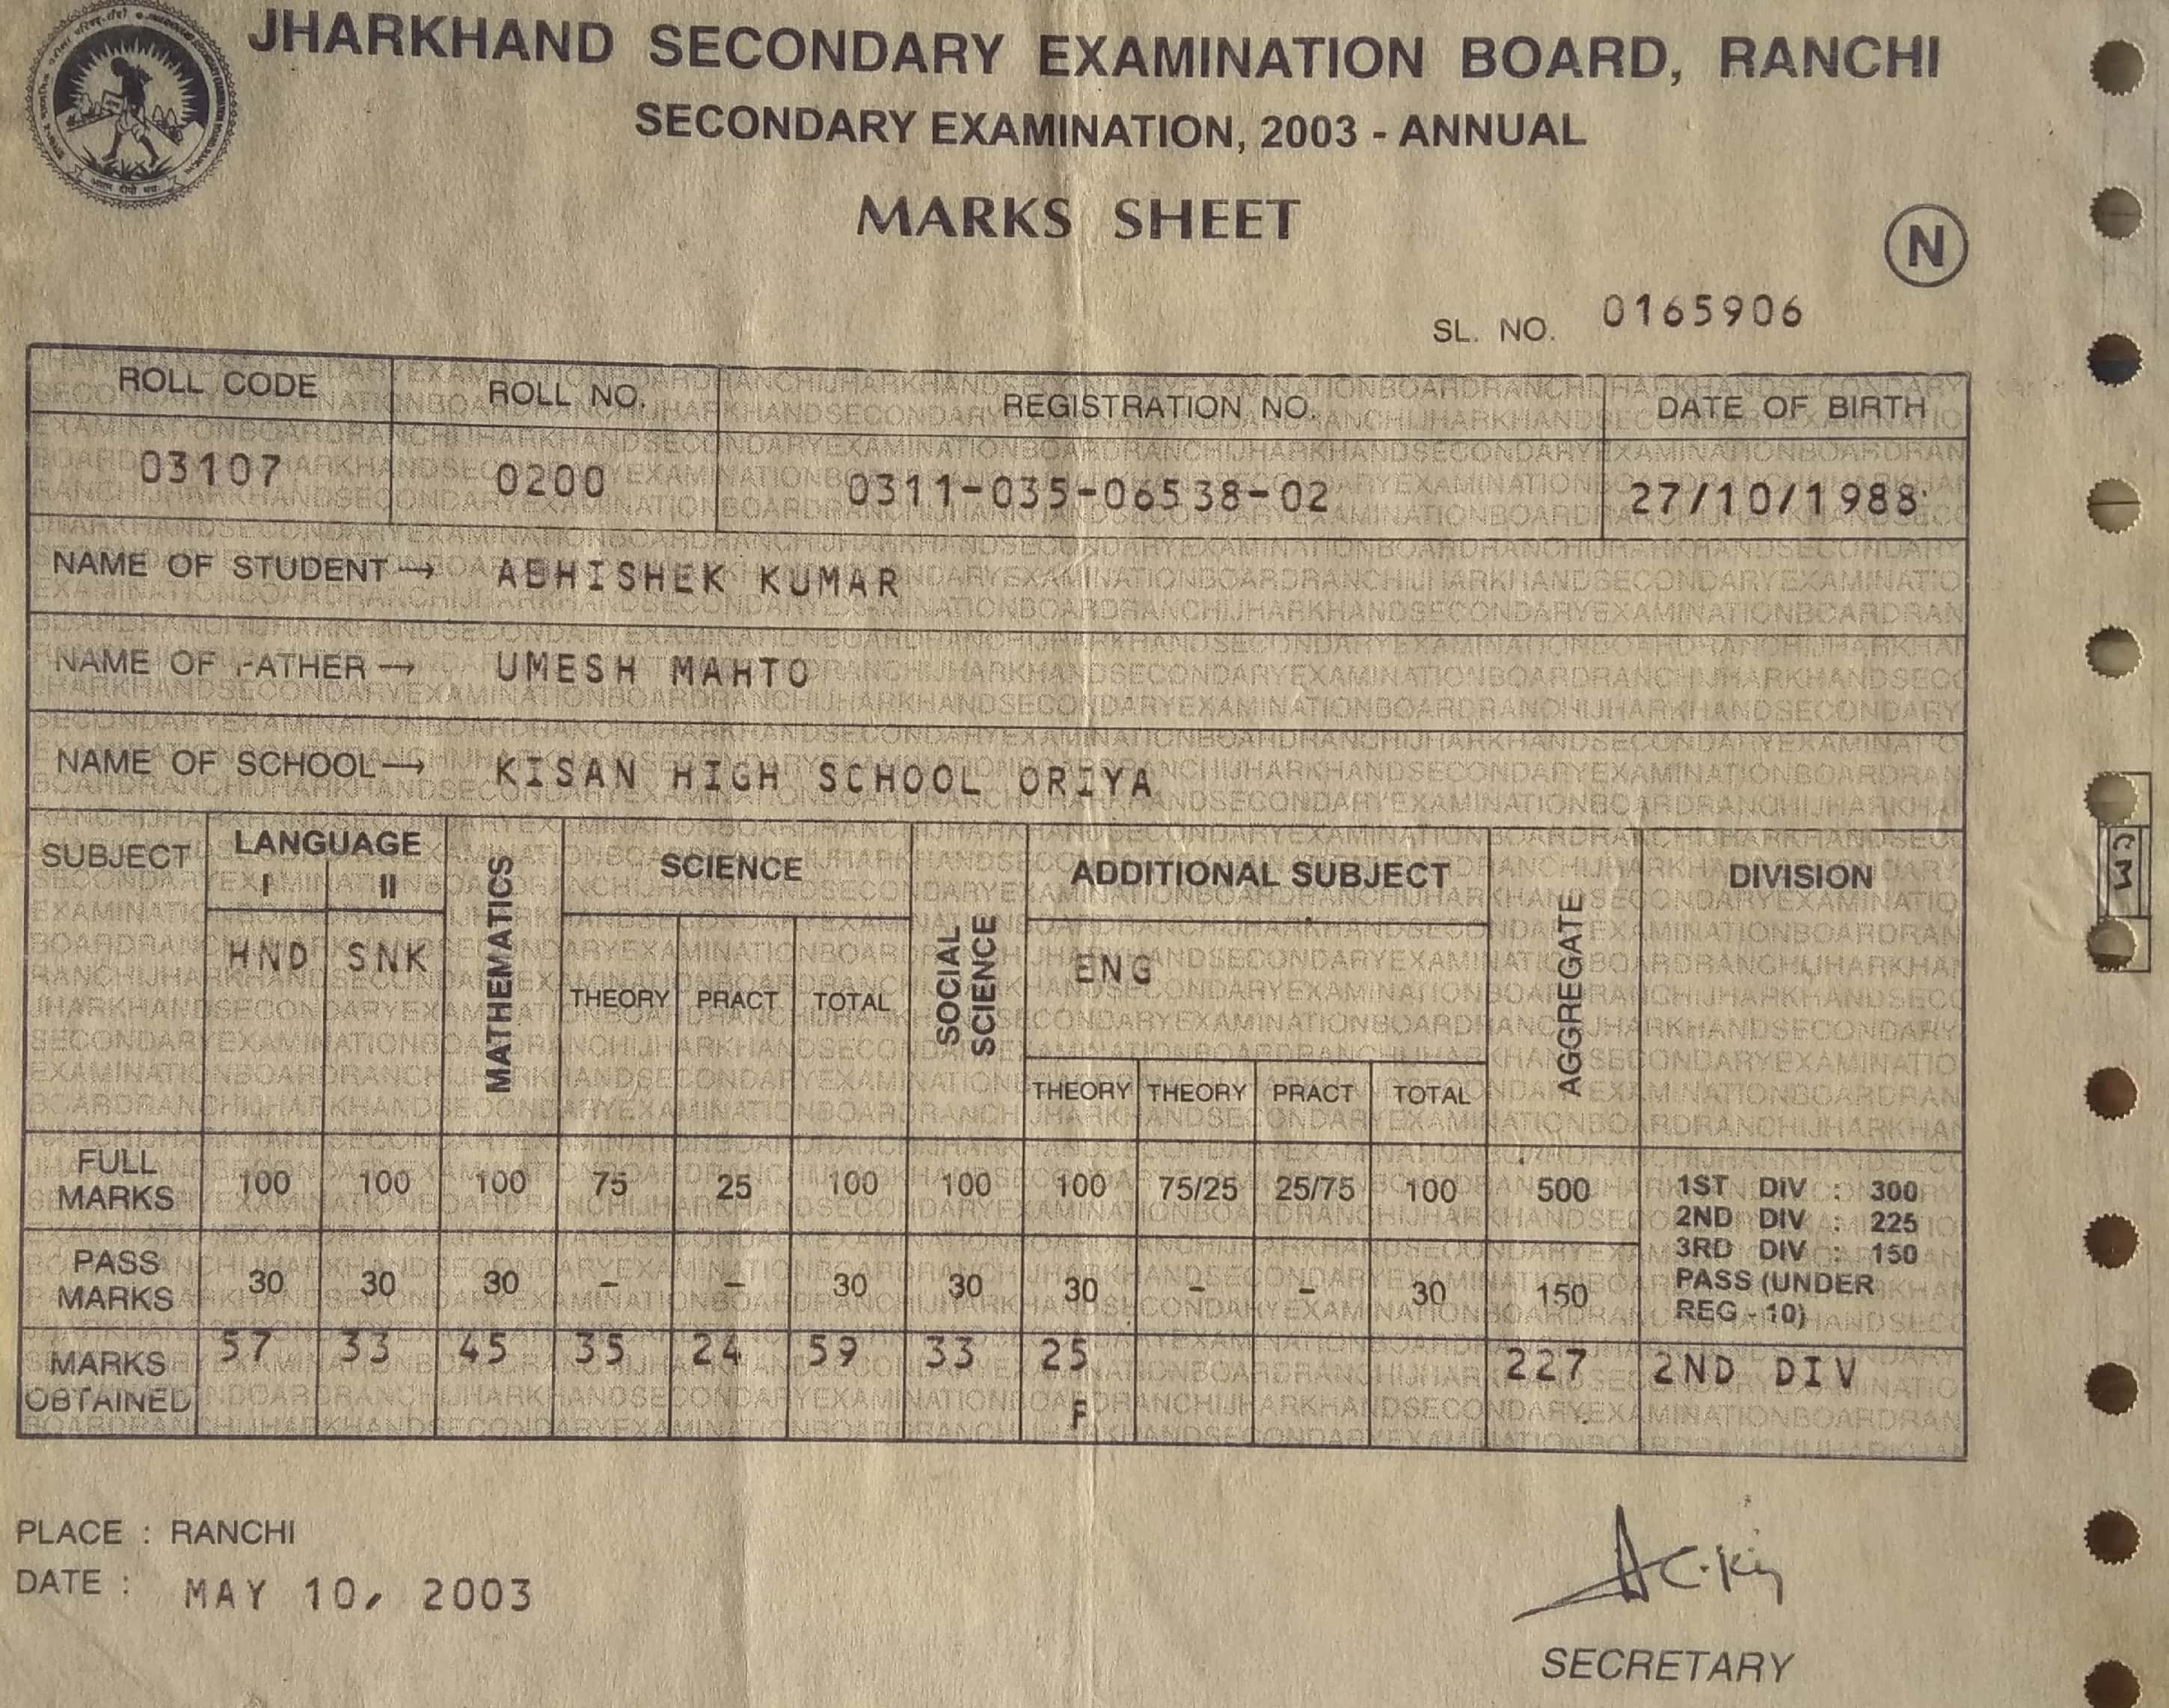 JHARKHAND SECONDARY EXAMINATION BOARD, RANCHI
SECONDARY EXAMINATION, 2003 - ANNUAL
MARKS SHEET
N
SL. NO. 0165906
ROLL CODE ROLL NO. REGISTRATION NO. DATE OF BIRTH
03107 0200 0311-035-06538-02 27/10/1988
NAME OF STUDENT→ ABHISHEK KUMAR
NAME OF FATHER→ UMESH MAHTO
NAME OF SCHOOL→ KISAN HIGH SCHOOL ORIYA
SUBJECT LANGUAGE MATHEMATICS SCIENCE SOCIAL SCIENCE ADDITIONAL SUBJECT AGGREGATE DIVISION
I II
HND SNK ENG
THEORY PRACT TOTAL
THEORY THEORY PRACT TOTAL
FULL MARKS 100 100 100 75 25 100 100 100 75/25 25/75 100 500
1ST DIV : 300
2ND DIV : 225
3RD DIV : 150
PASS (UNDER
REG - 10)
PASS MARKS 30 30 30 - - 30 30 30 - - 30 150
MARKS OBTAINED 57 33 45 35 24 59 33 25 227 2ND DIV
F
PLACE : RANCHI
DATE : MAY 10, 2003
SECRETARY
CM